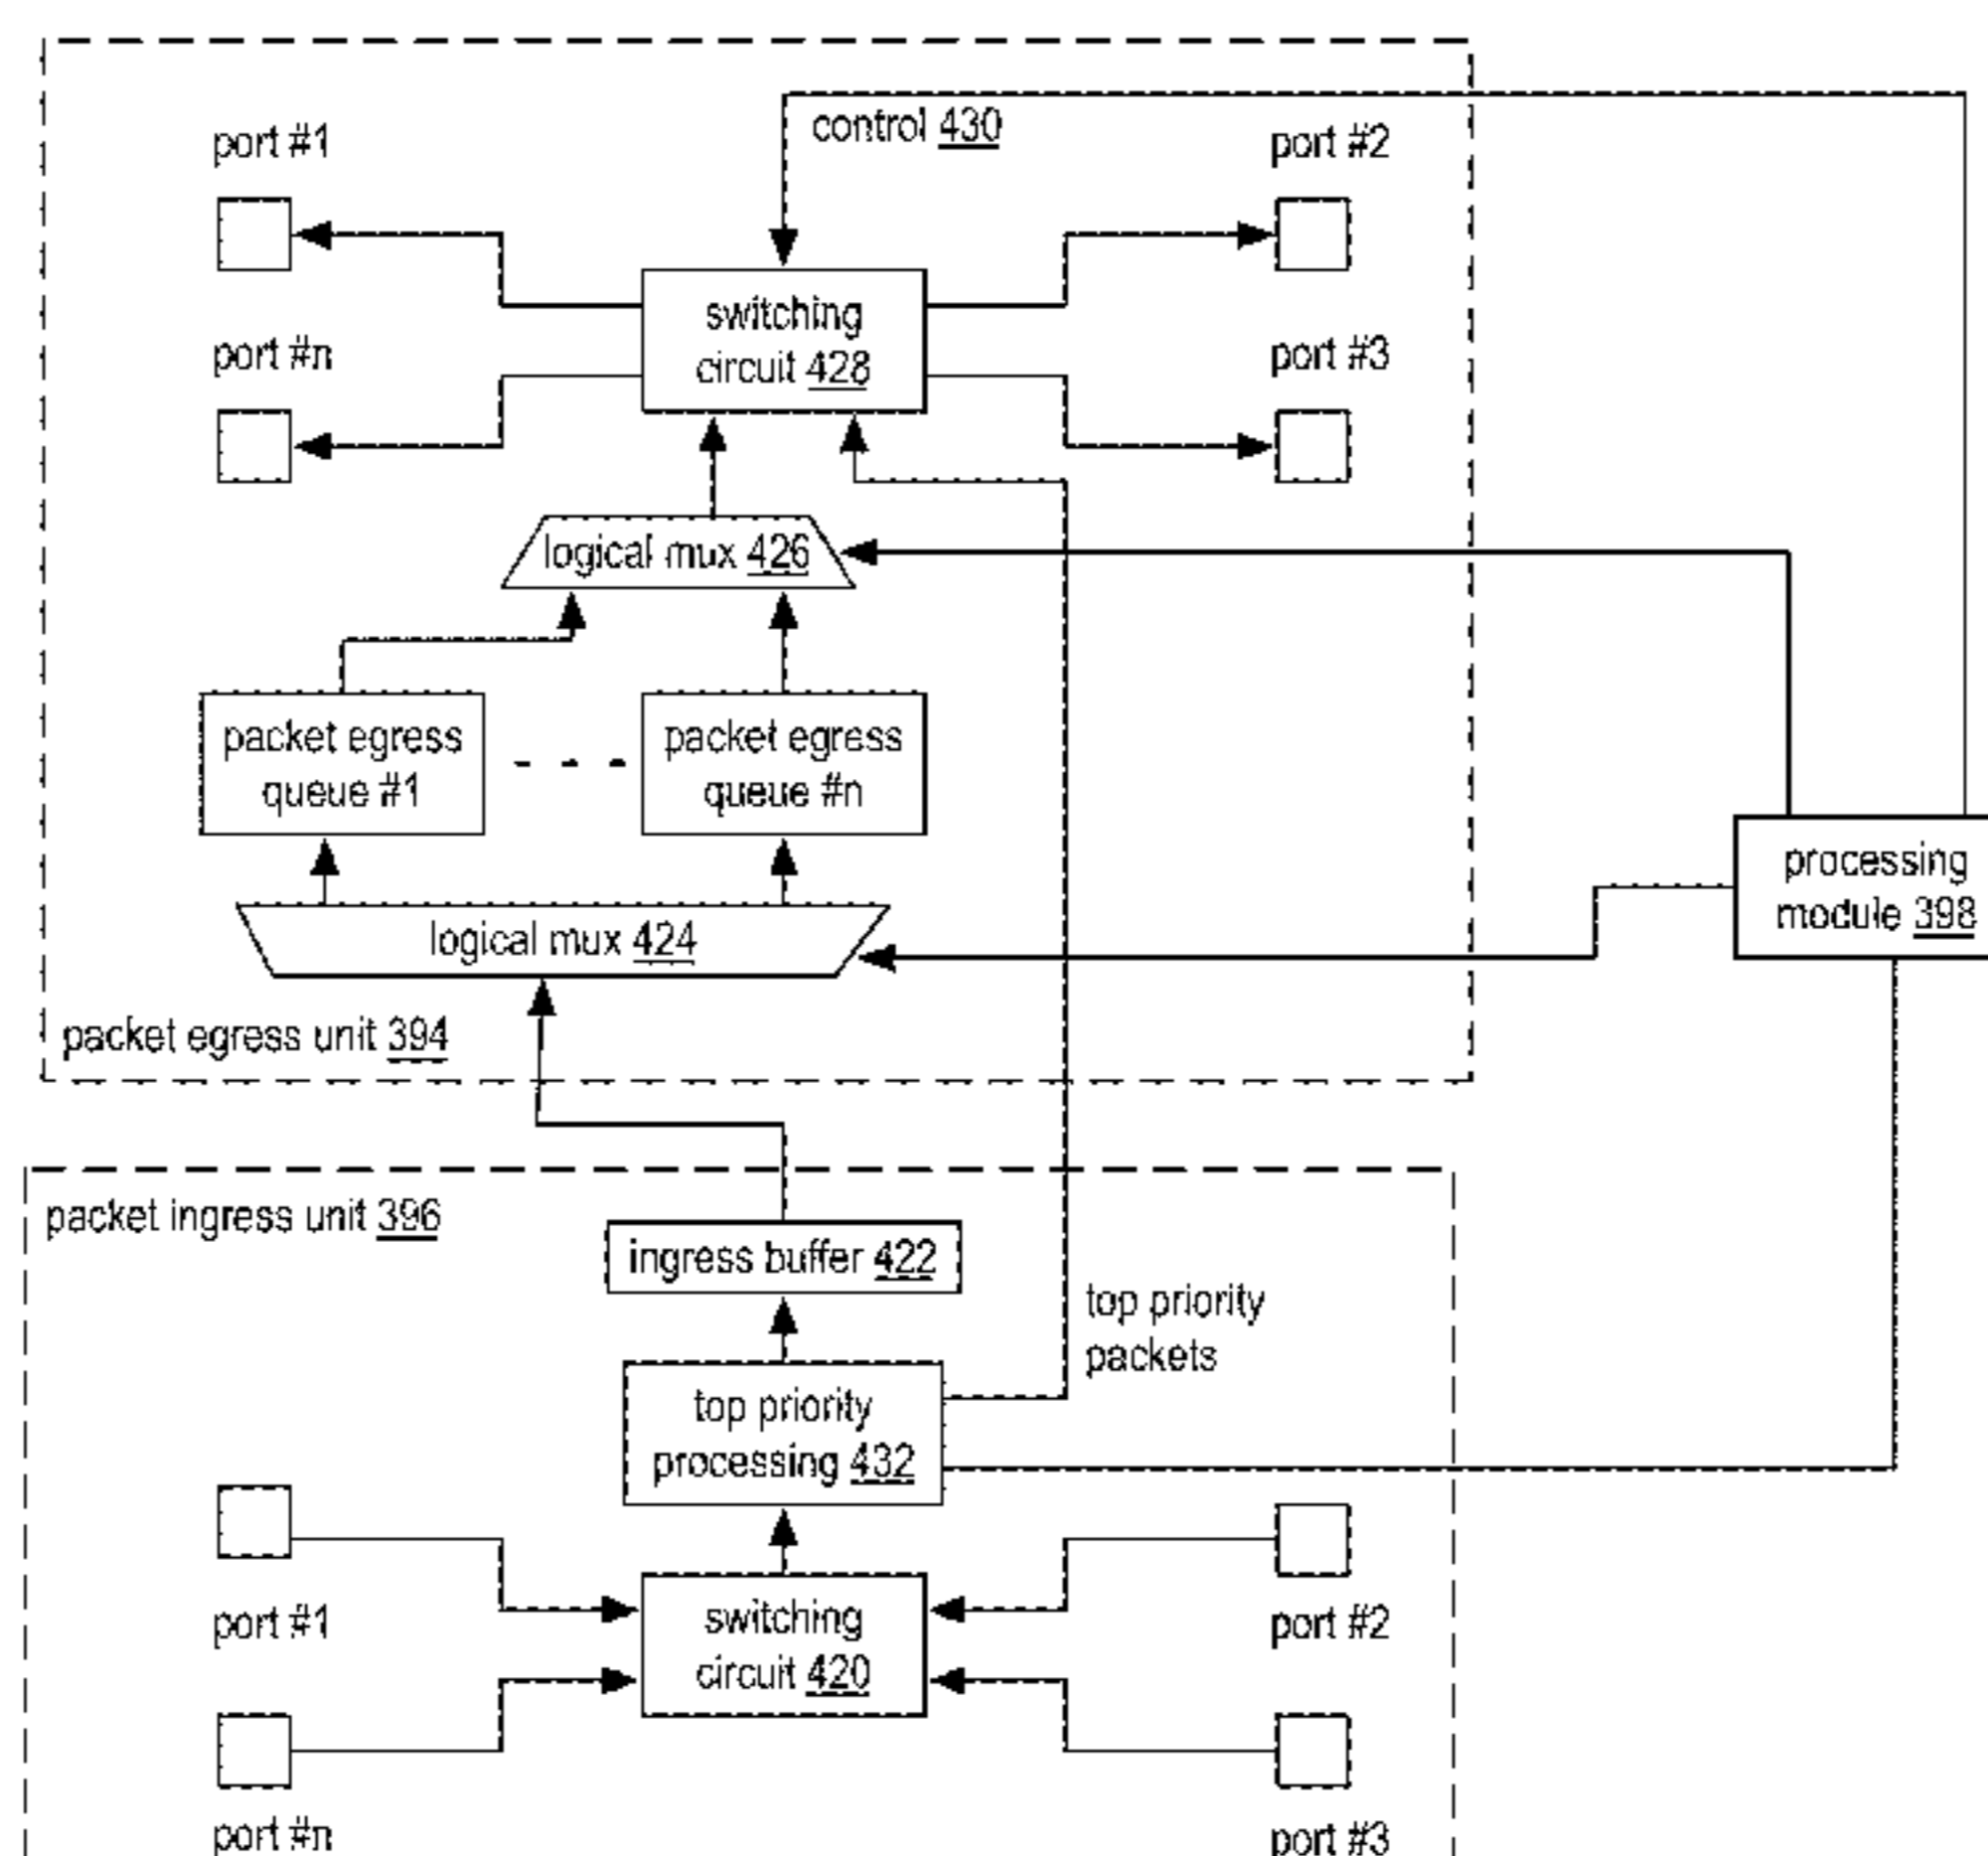 control 430
port #1
port #2
switching
circuit 428
port #n
port #3
logical mux 426
packet egress
queue #1
packet egress
queue #n
processing
module 398
logical mux 424
packet egress unit 394
packet ingress unit 396
ingress buffer 422
top priority
packets
top priority
processing 432
port #1
switching
circuit 420
port #2
port #n
port #3